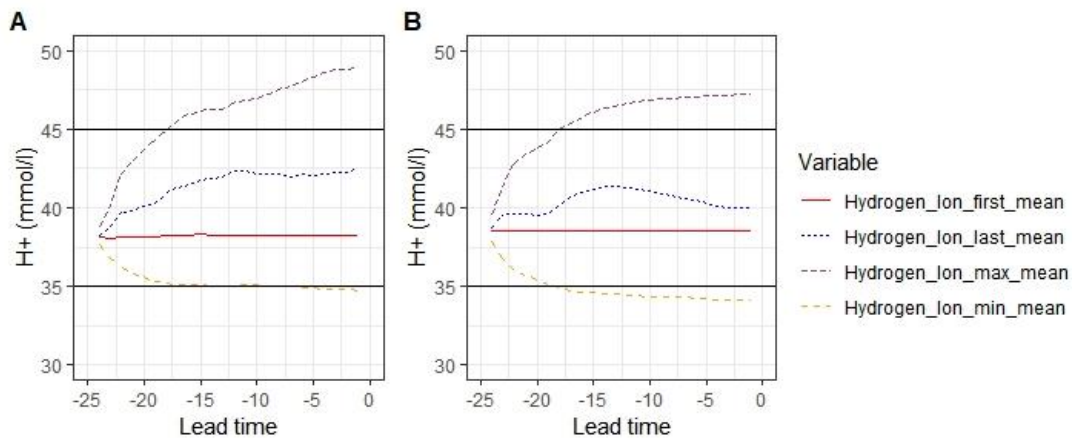 A
B
50
45
40
35
30
H+ (mmol/l)
-25 -20 -15 -10 -5 0
Lead time
50
45
40
35
30
H+ (mmol/l)
-25 -20 -15 -10 -5 0
Lead time
Variable
Hydrogen_Ion_first_mean
Hydrogen_Ion_last_mean
Hydrogen_Ion_max_mean
Hydrogen_Ion_min_mean